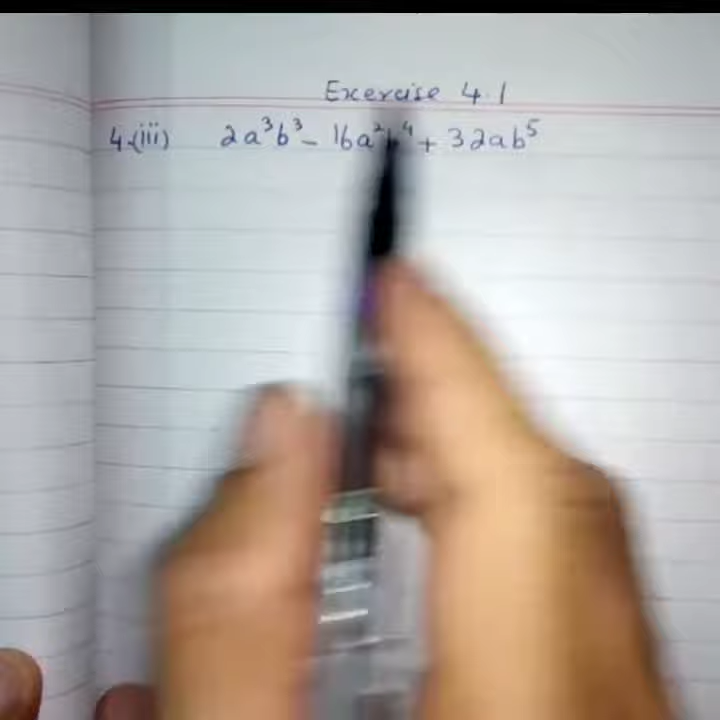 Exercise 4.1
4.(iii) 2a³b³ - 16a²b⁴ + 32ab⁵